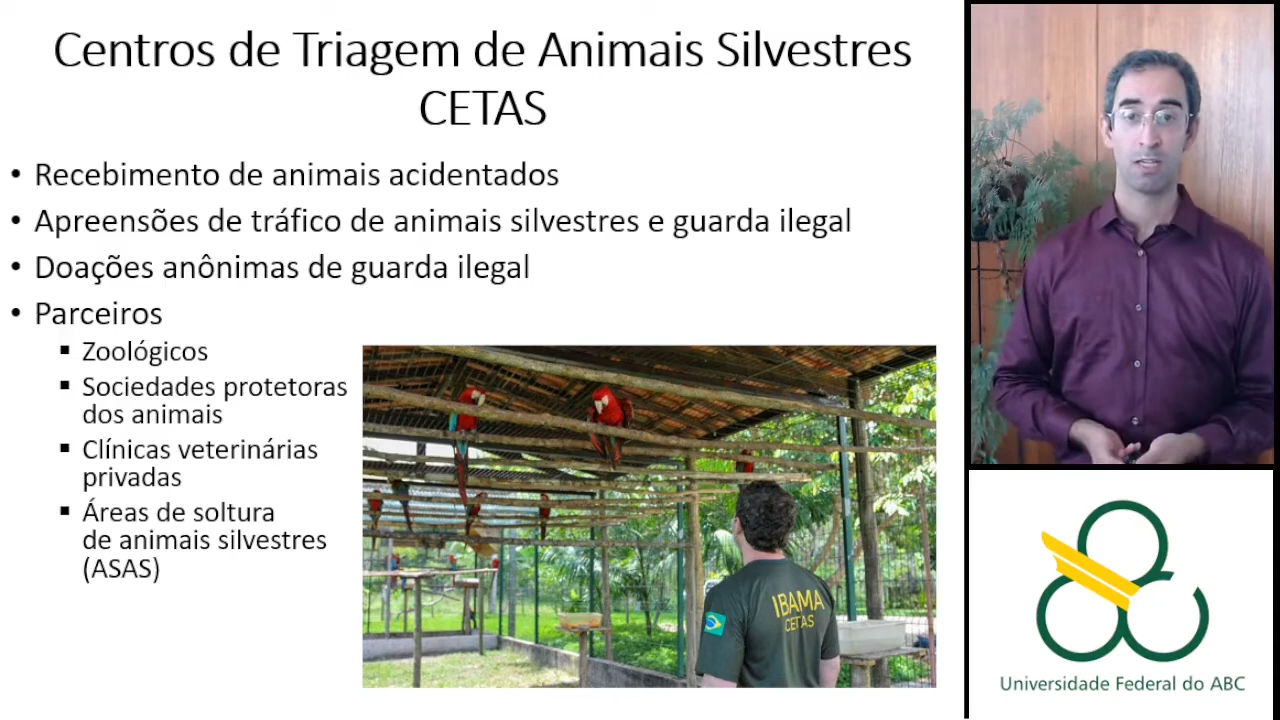 Centros de Triagem de Animais Silvestres
CETAS
• Recebimento de animais acidentados
• Apreensões de tráfico de animais silvestres e guarda ilegal
• Doações anônimas de guarda ilegal
• Parceiros
▪ Zoológicos
▪ Sociedades protetoras
dos animais
▪ Clínicas veterinárias
privadas
▪ Áreas de soltura
de animais silvestres
(ASAS)
IBAMA
CETAS
Universidade Federal do ABC